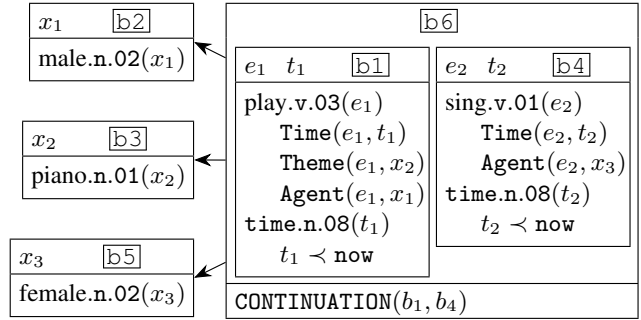 x₁ b2
male.n.02(x₁)
x₂ b3
piano.n.01(x₂)
x₃ b5
female.n.02(x₃)
b6
e₁ t₁ b1
play.v.03(e₁)
Time(e₁, t₁)
Theme(e₁, x₂)
Agent(e₁, x₁)
time.n.08(t₁)
t₁ ≺ now
e₂ t₂ b4
sing.v.01(e₂)
Time(e₂, t₂)
Agent(e₂, x₃)
time.n.08(t₂)
t₂ ≺ now
CONTINUATION(b₁, b₄)